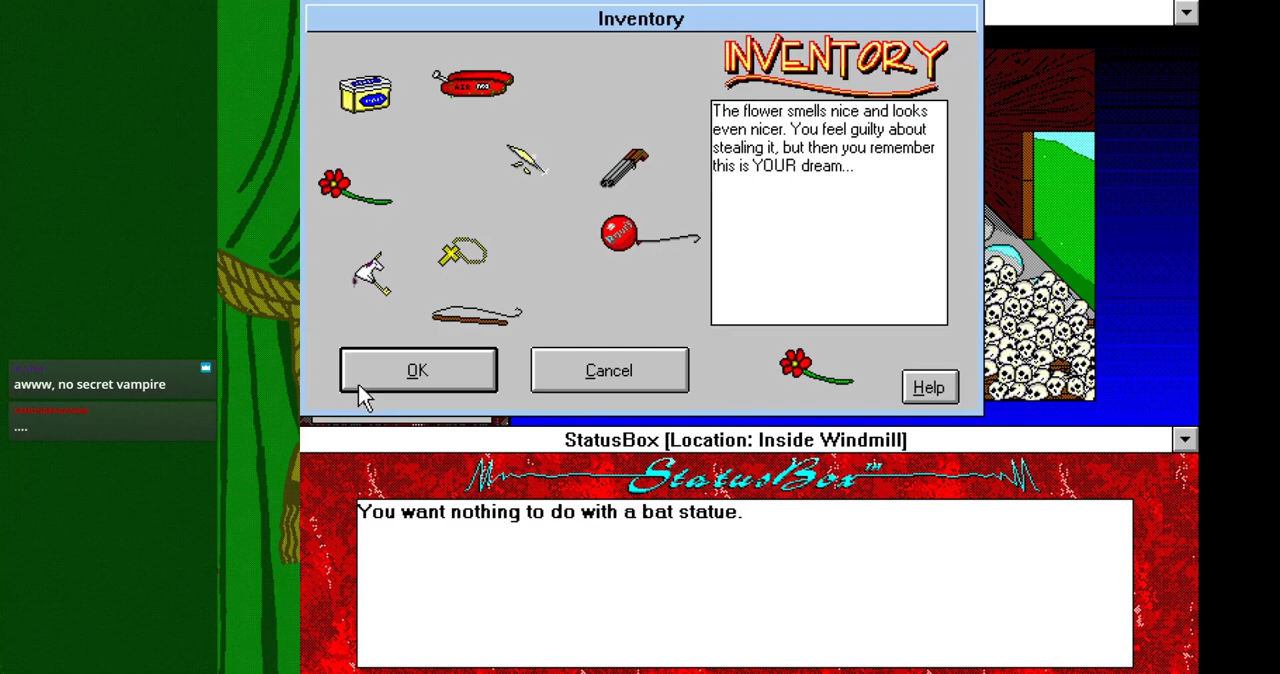 Inventory
INVENTORY
The flower smells nice and looks
even nicer. You feel guilty about
stealing it, but then you remember
this is YOUR dream...
AIR
OK
Cancel
Help
awww, no secret vampire
....
StatusBox [Location: Inside Windmill]
StatusBox™
You want nothing to do with a bat statue.